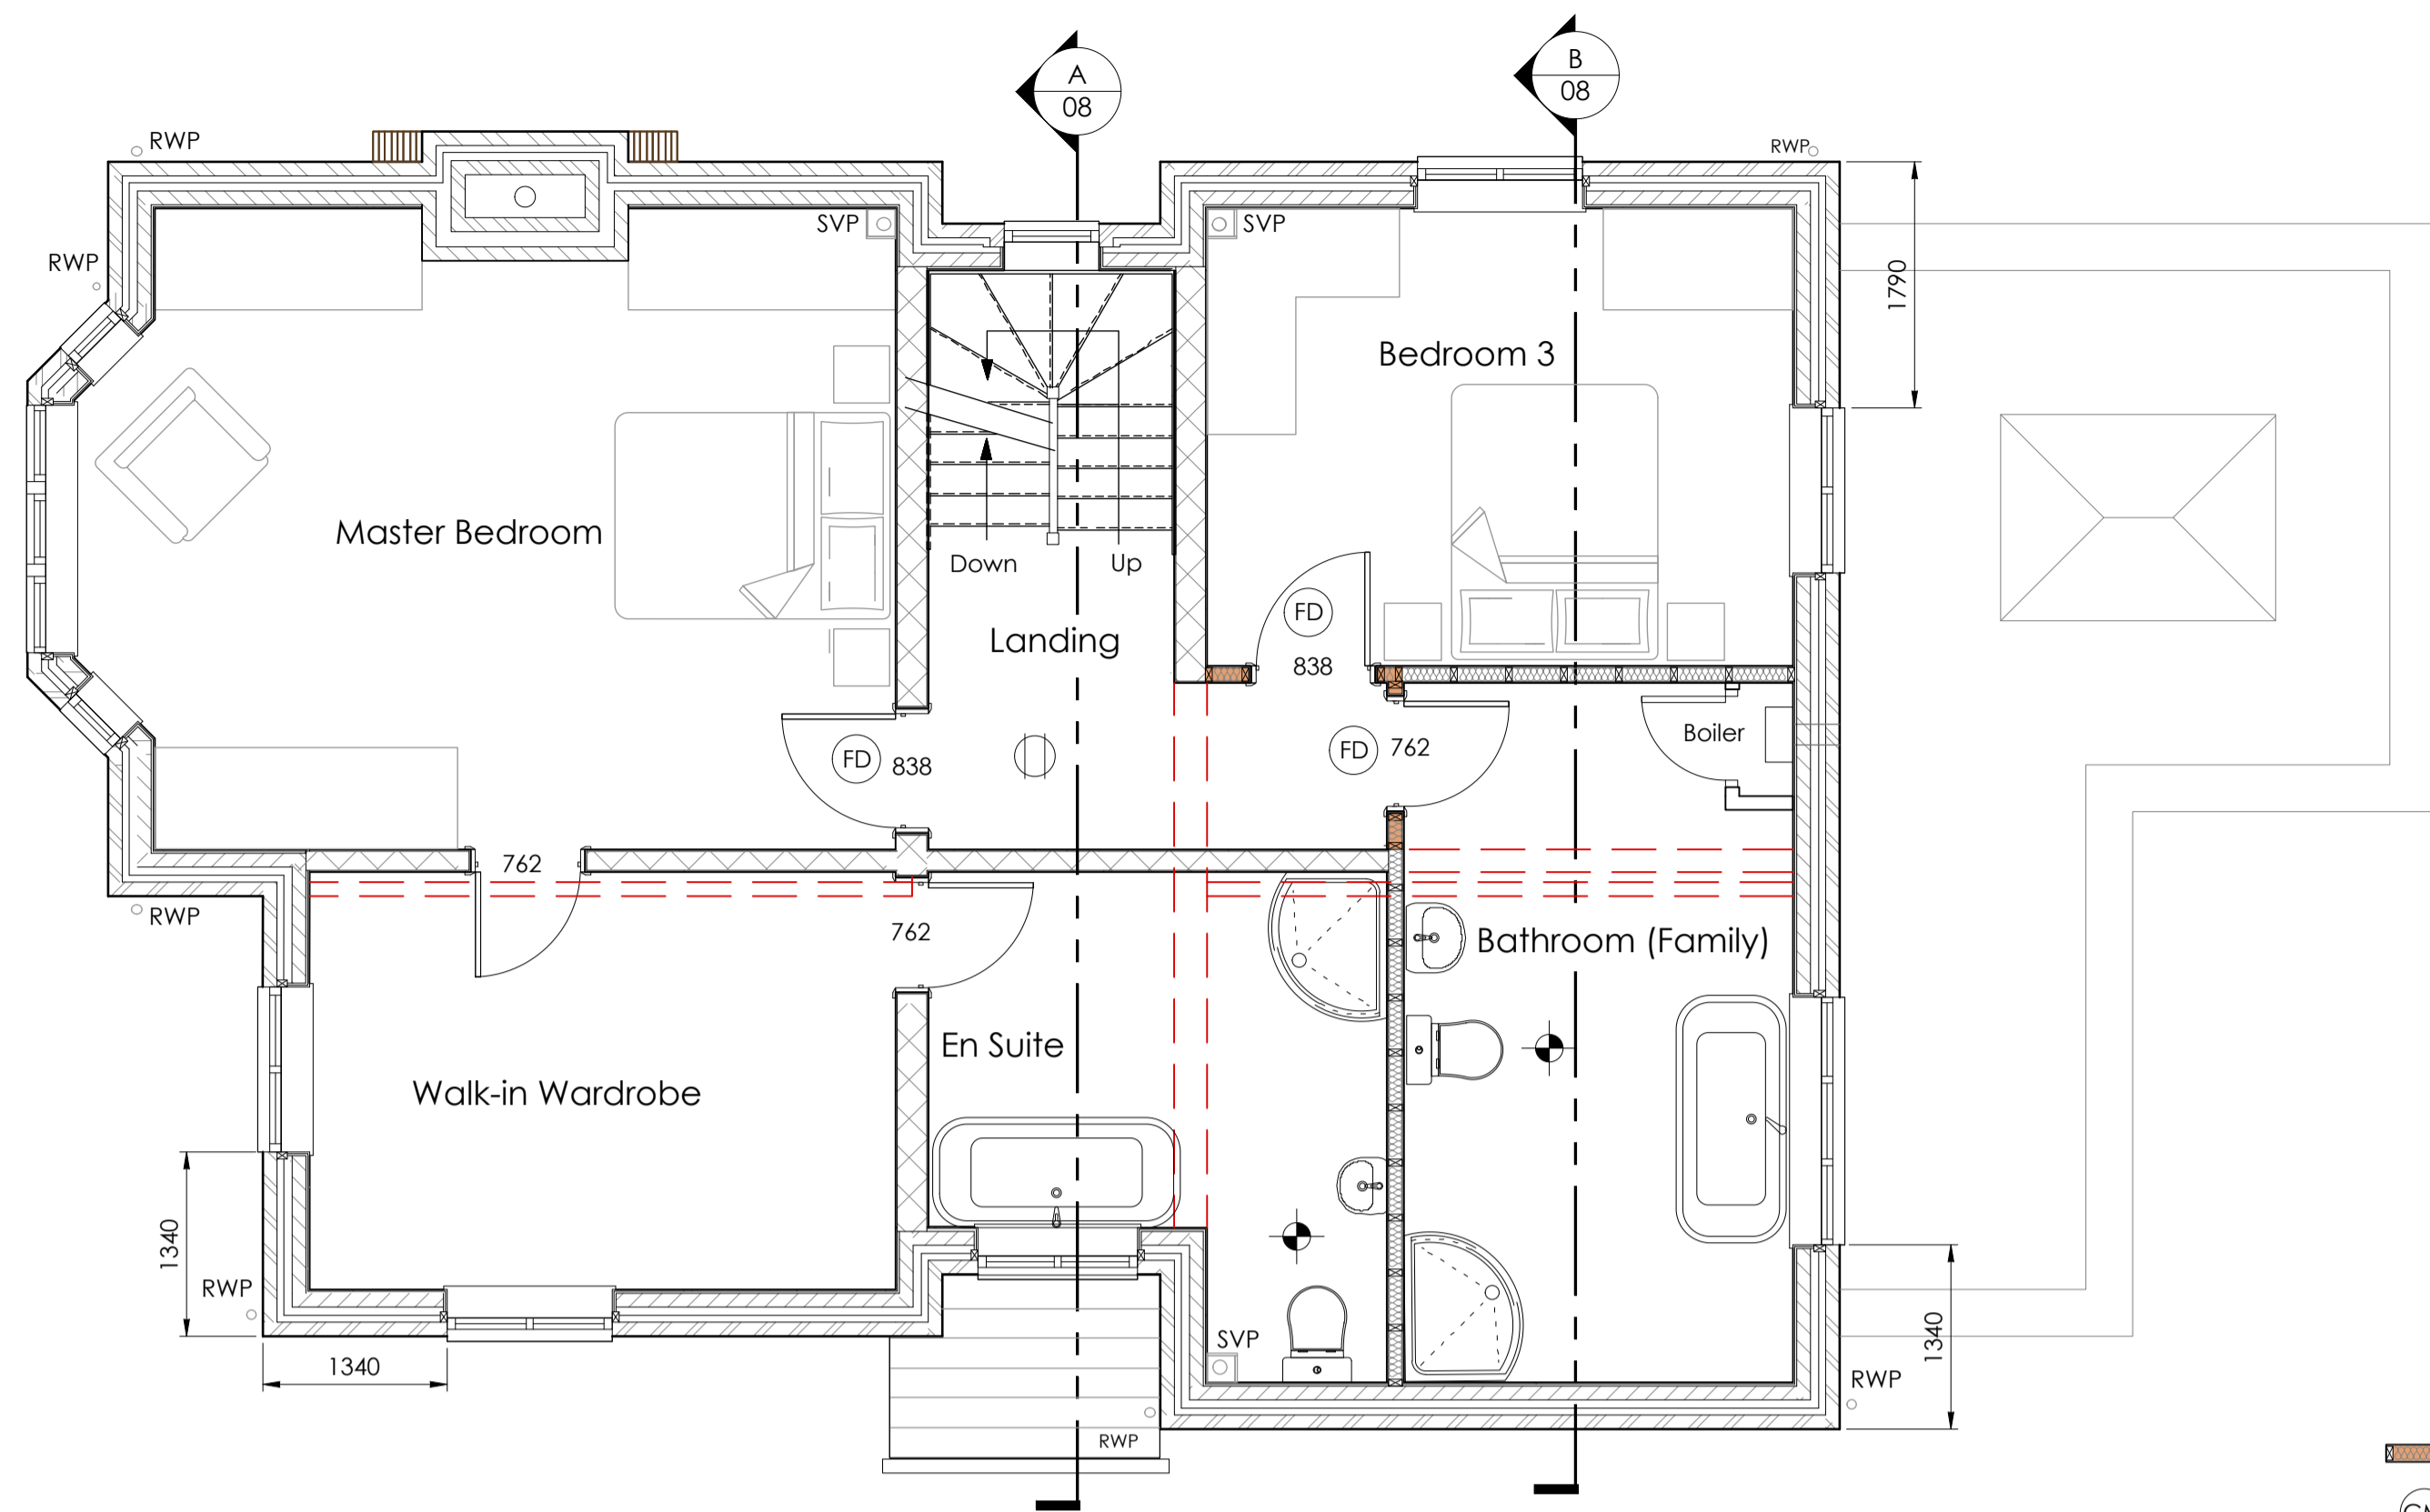 A
08
B
08
RWP
RWP
RWP
SVP
SVP
1790
Bedroom 3
Master Bedroom
Down
Up
Landing
FD
838
FD
762
Boiler
FD
838
762
762
RWP
Bathroom (Family)
En Suite
Walk-in Wardrobe
1340
RWP
1340
SVP
1340
RWP
RWP